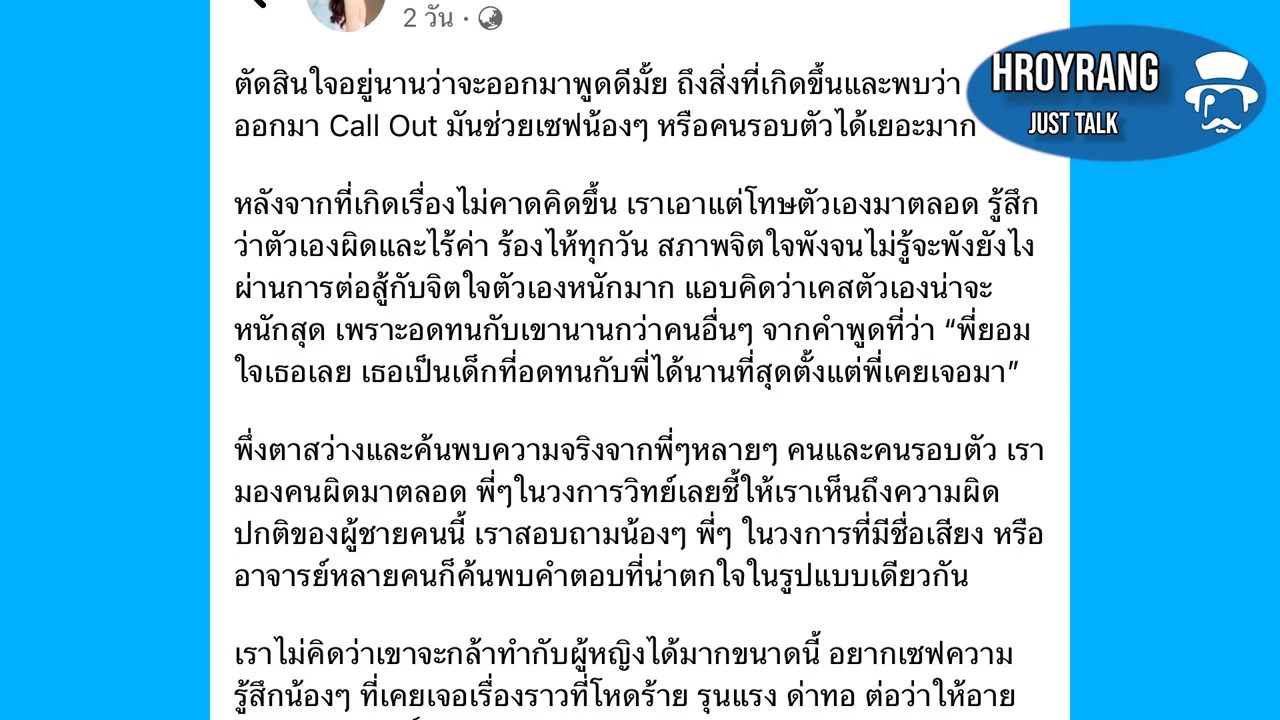 2 วัน ·
HROYRANG
JUST TALK
ตัดสินใจอยู่นานว่าจะออกมาพูดดีมั้ย ถึงสิ่งที่เกิดขึ้นและพบว่า
ออกมา Call Out มันช่วยเซฟน้องๆ หรือคนรอบตัวได้เยอะมาก
หลังจากที่เกิดเรื่องไม่คาดคิดขึ้น เราเอาแต่โทษตัวเองมาตลอด รู้สึก
ว่าตัวเองผิดและไร้ค่า ร้องไห้ทุกวัน สภาพจิตใจพังจนไม่รู้จะพังยังไง
ผ่านการต่อสู้กับจิตใจตัวเองหนักมาก แอบคิดว่าเคสตัวเองน่าจะ
หนักสุด เพราะอดทนกับเขานานกว่าคนอื่นๆ จากคำพูดที่ว่า “พี่ยอม
ใจเธอเลย เธอเป็นเด็กที่อดทนกับพี่ได้นานที่สุดตั้งแต่พี่เคยเจอมา”
พึ่งตาสว่างและค้นพบความจริงจากพี่ๆหลายๆ คนและคนรอบตัว เรา
มองคนผิดมาตลอด พี่ๆในวงการวิทย์เลยชี้ให้เราเห็นถึงความผิด
ปกติของผู้ชายคนนี้ เราสอบถามน้องๆ พี่ๆ ในวงการที่มีชื่อเสียง หรือ
อาจารย์หลายคนก็ค้นพบคำตอบที่น่าตกใจในรูปแบบเดียวกัน
เราไม่คิดว่าเขาจะกล้าทำกับผู้หญิงได้มากขนาดนี้ อยากเซฟความ
รู้สึกน้องๆ ที่เคยเจอเรื่องราวที่โหดร้าย รุนแรง ด่าทอ ต่อว่าให้อาย